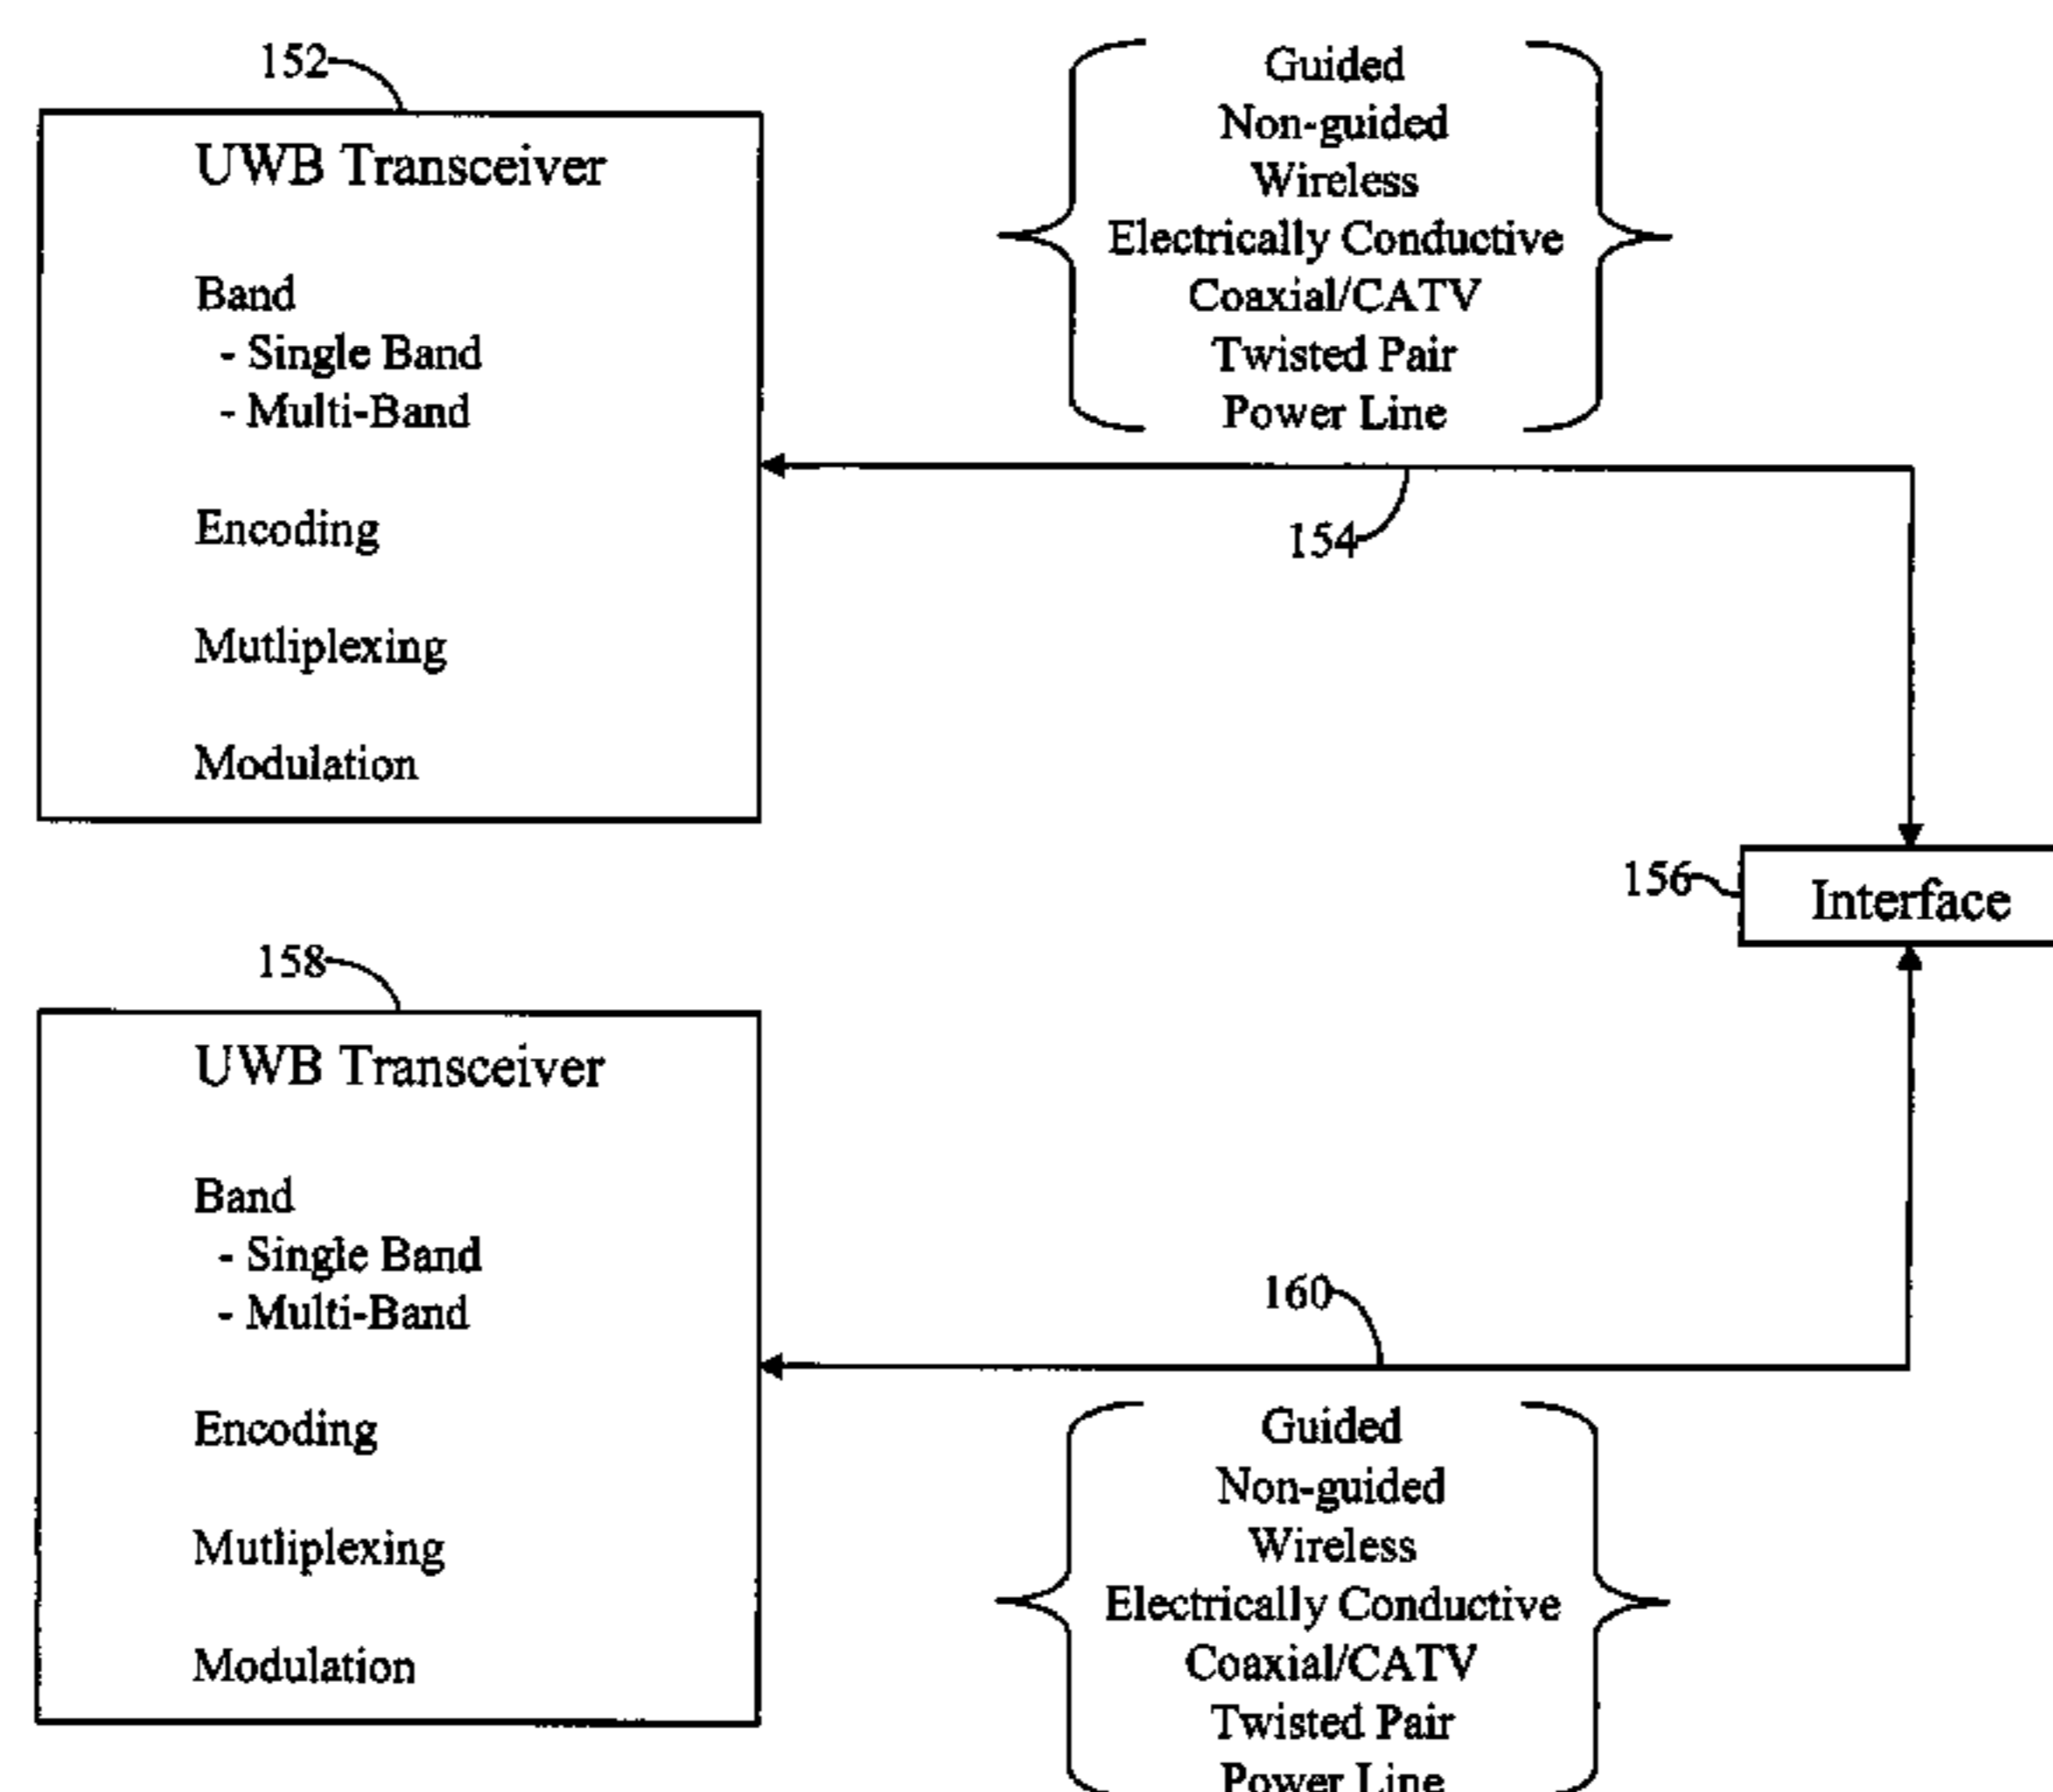 152
UWB Transceiver
Band
- Single Band
- Multi-Band
Encoding
Mutliplexing
Modulation
Guided
Non-guided
Wireless
Electrically Conductive
Coaxial/CATV
Twisted Pair
Power Line
154
156
Interface
158
UWB Transceiver
Band
- Single Band
- Multi-Band
Encoding
Mutliplexing
Modulation
160
Guided
Non-guided
Wireless
Electrically Conductive
Coaxial/CATV
Twisted Pair
Power Line